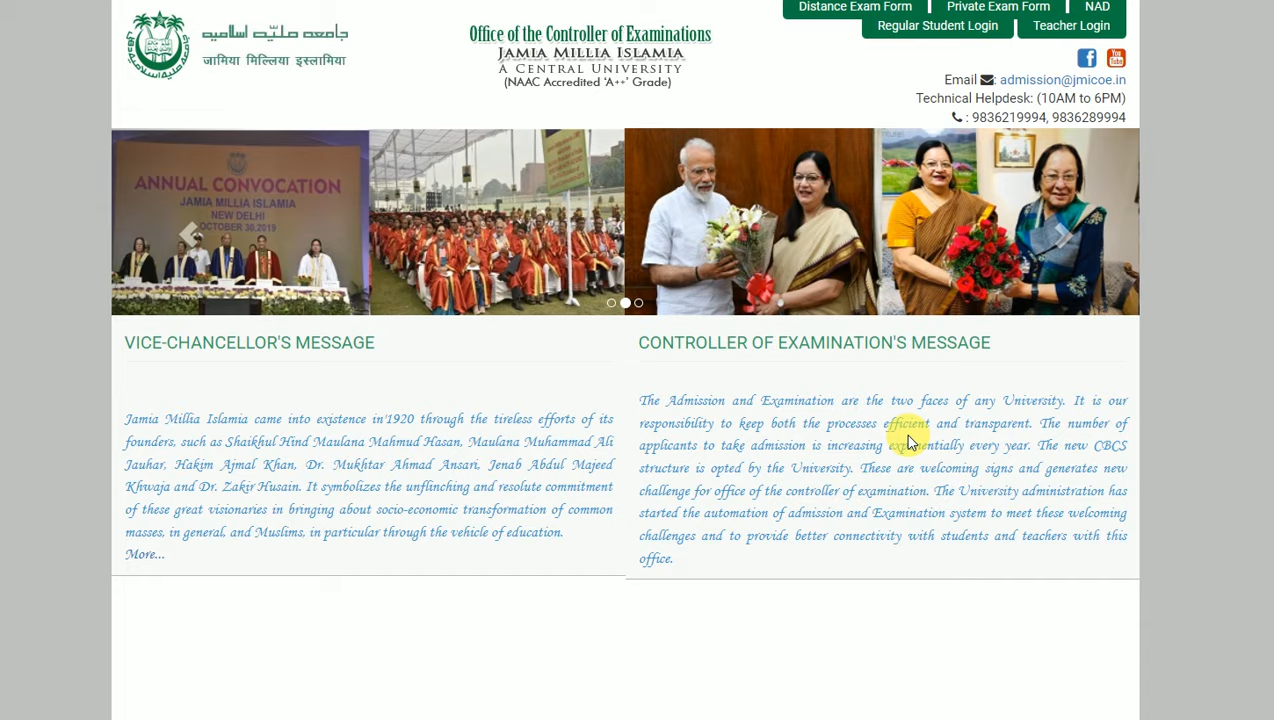 Distance Exam Form
Private Exam Form
NAD
Regular Student Login
Teacher Login
جامعه ملیّه اسلامیه
जामिया मिल्लिया इस्लामिया
Office of the Controller of Examinations
JAMIA MILLIA ISLAMIA
A CENTRAL UNIVERSITY
(NAAC Accredited 'A++' Grade)
Email : admission@jmicoe.in
Technical Helpdesk: (10AM to 6PM)
: 9836219994, 9836289994
ANNUAL CONVOCATION
JAMIA MILLIA ISLAMIA
NEW DELHI
OCTOBER 30, 2019
VICE-CHANCELLOR'S MESSAGE
Jamia Millia Islamia came into existence in'1920 through the tireless efforts of its
founders, such as Shaikhul Hind Maulana Mahmud Hasan, Maulana Muhammad Ali
Jauhar, Hakim Ajmal Khan, Dr. Mukhtar Ahmad Ansari, Jenab Abdul Majeed
Khwaja and Dr. Zakir Husain. It symbolizes the unflinching and resolute commitment
of these great visionaries in bringing about socio-economic transformation of common
masses, in general, and Muslims, in particular through the vehicle of education.
More...
CONTROLLER OF EXAMINATION'S MESSAGE
The Admission and Examination are the two faces of any University. It is our
responsibility to keep both the processes efficient and transparent. The number of
applicants to take admission is increasing exponentially every year. The new CBCS
structure is opted by the University. These are welcoming signs and generates new
challenge for office of the controller of examination. The University administration has
started the automation of admission and Examination system to meet these welcoming
challenges and to provide better connectivity with students and teachers with this
office.